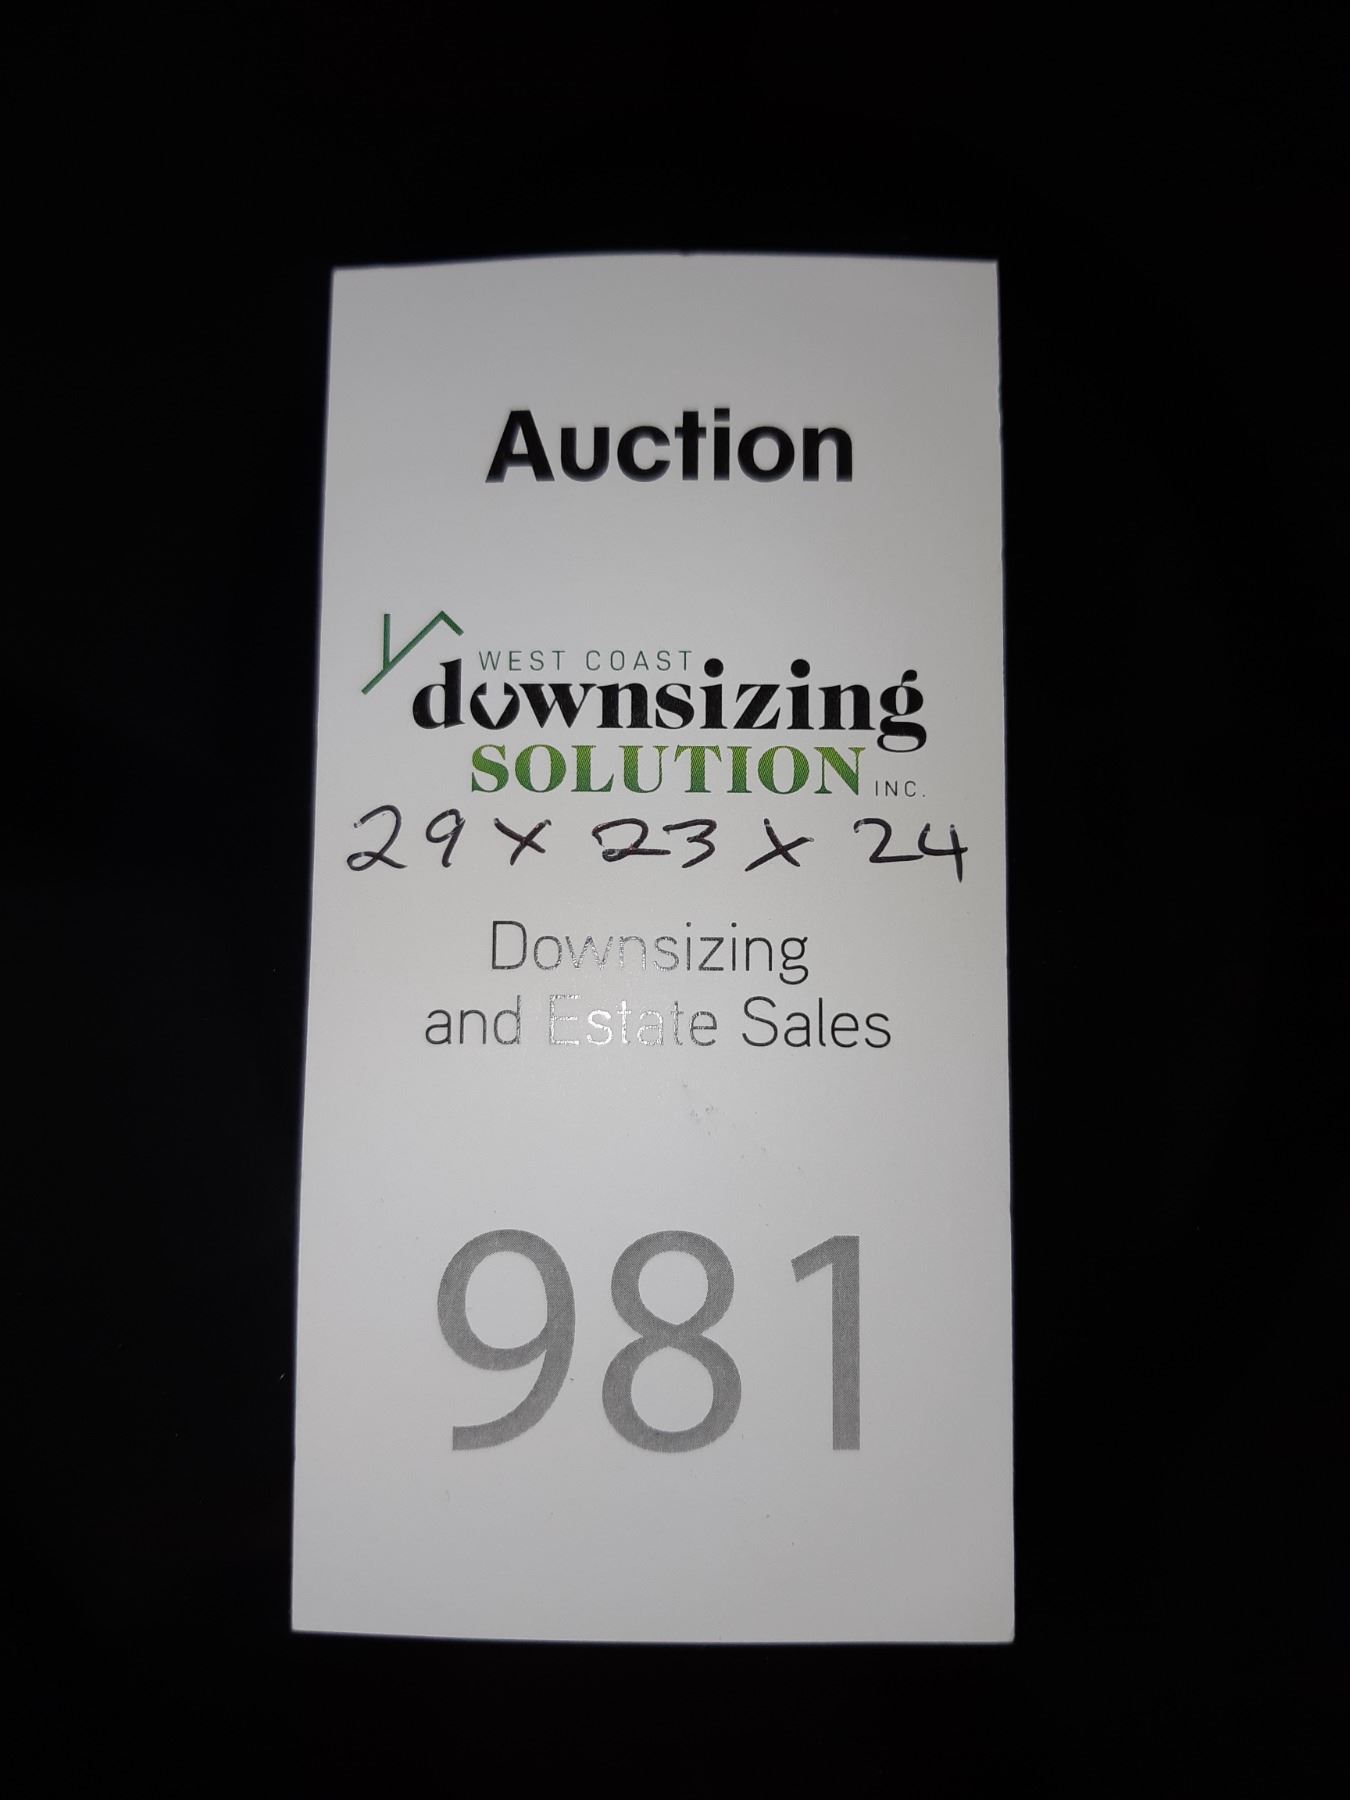 Auction
WEST COAST
downsizing
SOLUTION INC.
29 x 23 x 24
Downsizing
and Estate Sales
981